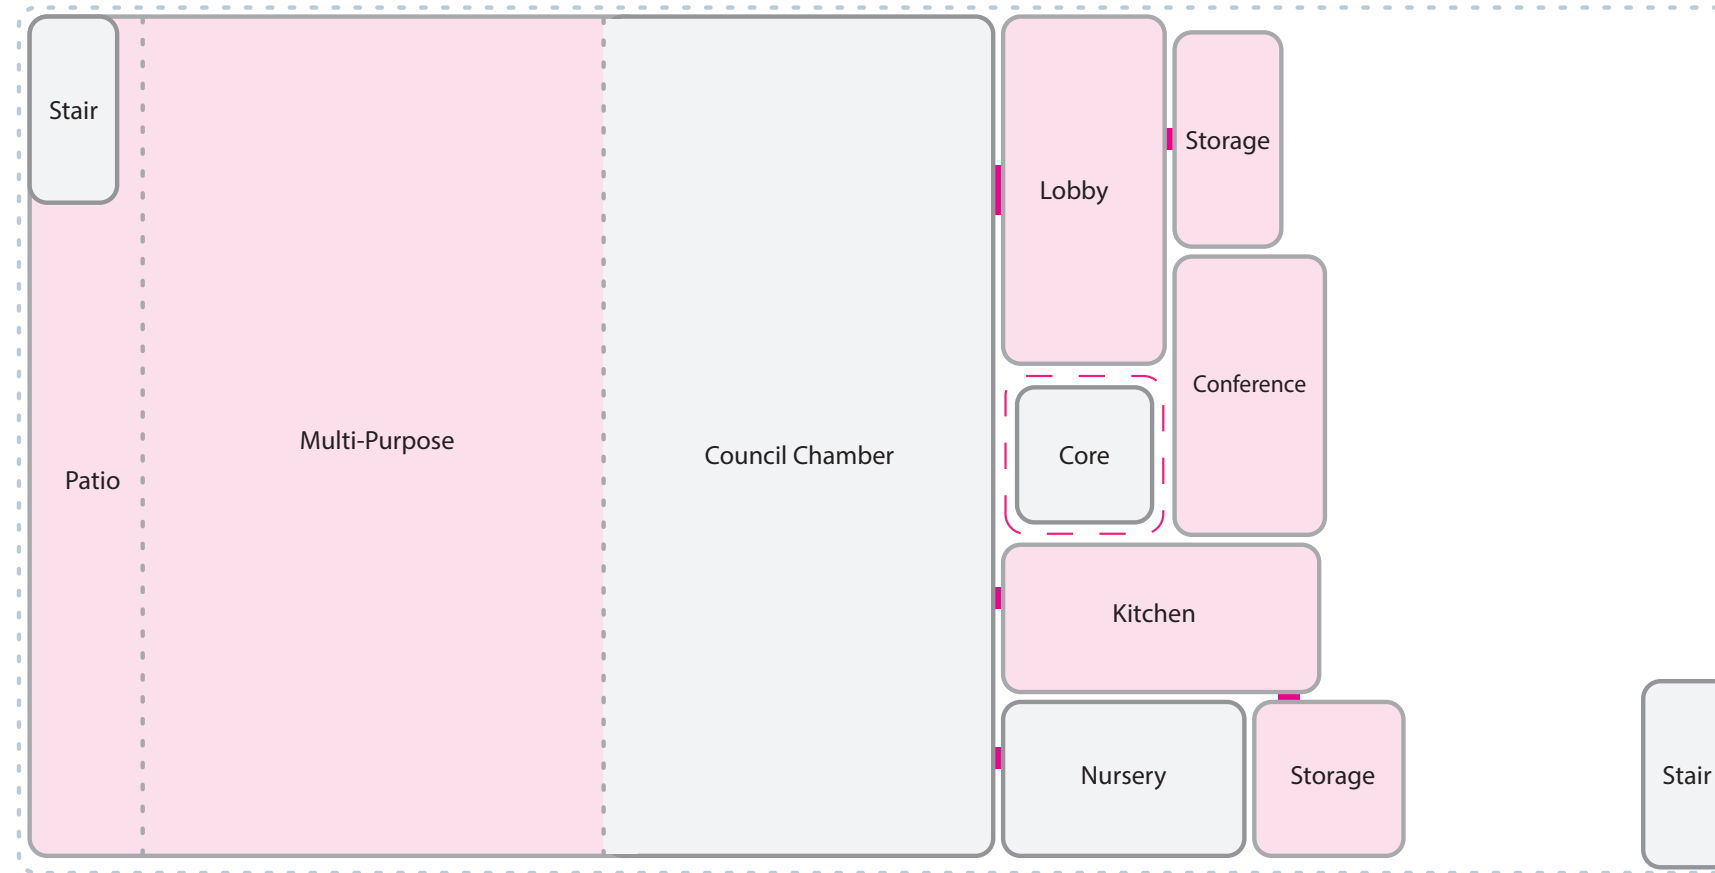 Stair
Storage
Lobby
Conference
Multi-Purpose
Council Chamber
Core
Patio
Kitchen
Nursery
Storage
Stair